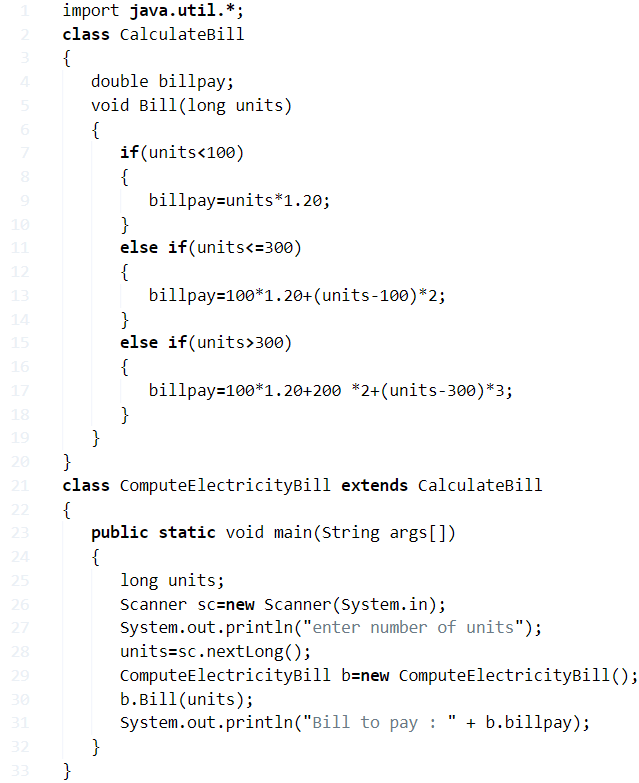 1 import java.util.*;
2 class CalculateBill
3 {
4 double billpay;
5 void Bill(long units)
6 {
7 if(units<100)
8 {
9 billpay=units*1.20;
10 }
11 else if(units<=300)
12 {
13 billpay=100*1.20+(units-100)*2;
14 }
15 else if(units>300)
16 {
17 billpay=100*1.20+200 *2+(units-300)*3;
18 }
19 }
20 }
21 class ComputeElectricityBill extends CalculateBill
22 {
23 public static void main(String args[])
24 {
25 long units;
26 Scanner sc=new Scanner(System.in);
27 System.out.println("enter number of units");
28 units=sc.nextLong();
29 ComputeElectricityBill b=new ComputeElectricityBill();
30 b.Bill(units);
31 System.out.println("Bill to pay : " + b.billpay);
32 }
33 }